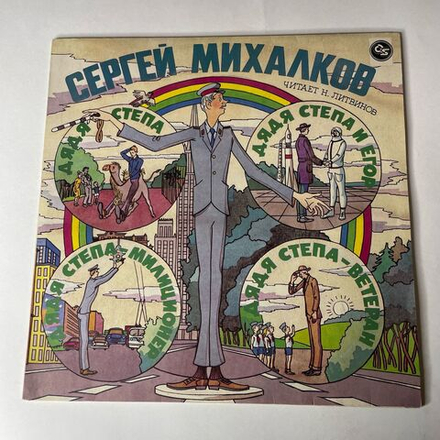 СЕРГЕЙ МИХАЛКОВ
ЧИТАЕТ Н. ЛИТВИНОВ
ДЯДЯ СТЕПА
ДЯДЯ СТЕПА И ЕГОР
ДЯДЯ СТЕПА-МИЛИЦИОНЕР
ДЯДЯ СТЕПА-ВЕТЕРАН